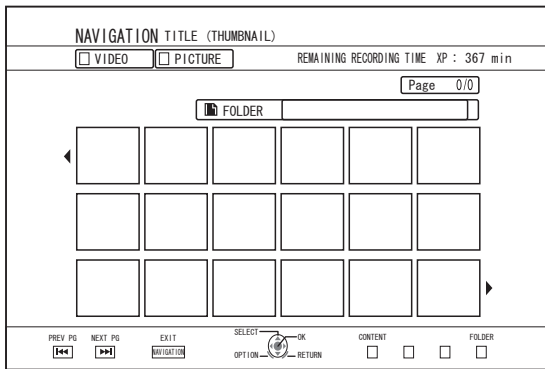 NAVIGATION TITLE (THUMBNAIL)
VIDEO PICTURE REMAINING RECORDING TIME XP : 367 min
Page 0/0
FOLDER
PREV PG NEXT PG EXIT SELECT OK CONTENT FOLDER
NAVIGATION OPTION RETURN